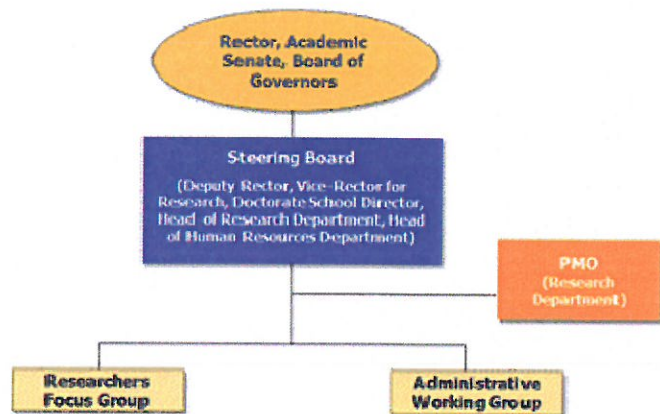 Rector, Academic
Senate, Board of
Governors
Steering Board
(Deputy Rector, Vice-Rector for
Research, Doctorate School Director,
Head of Research Department, Head
of Human Resources Department)
PMO
(Research
Department)
Researchers
Focus Group
Administrative
Working Group